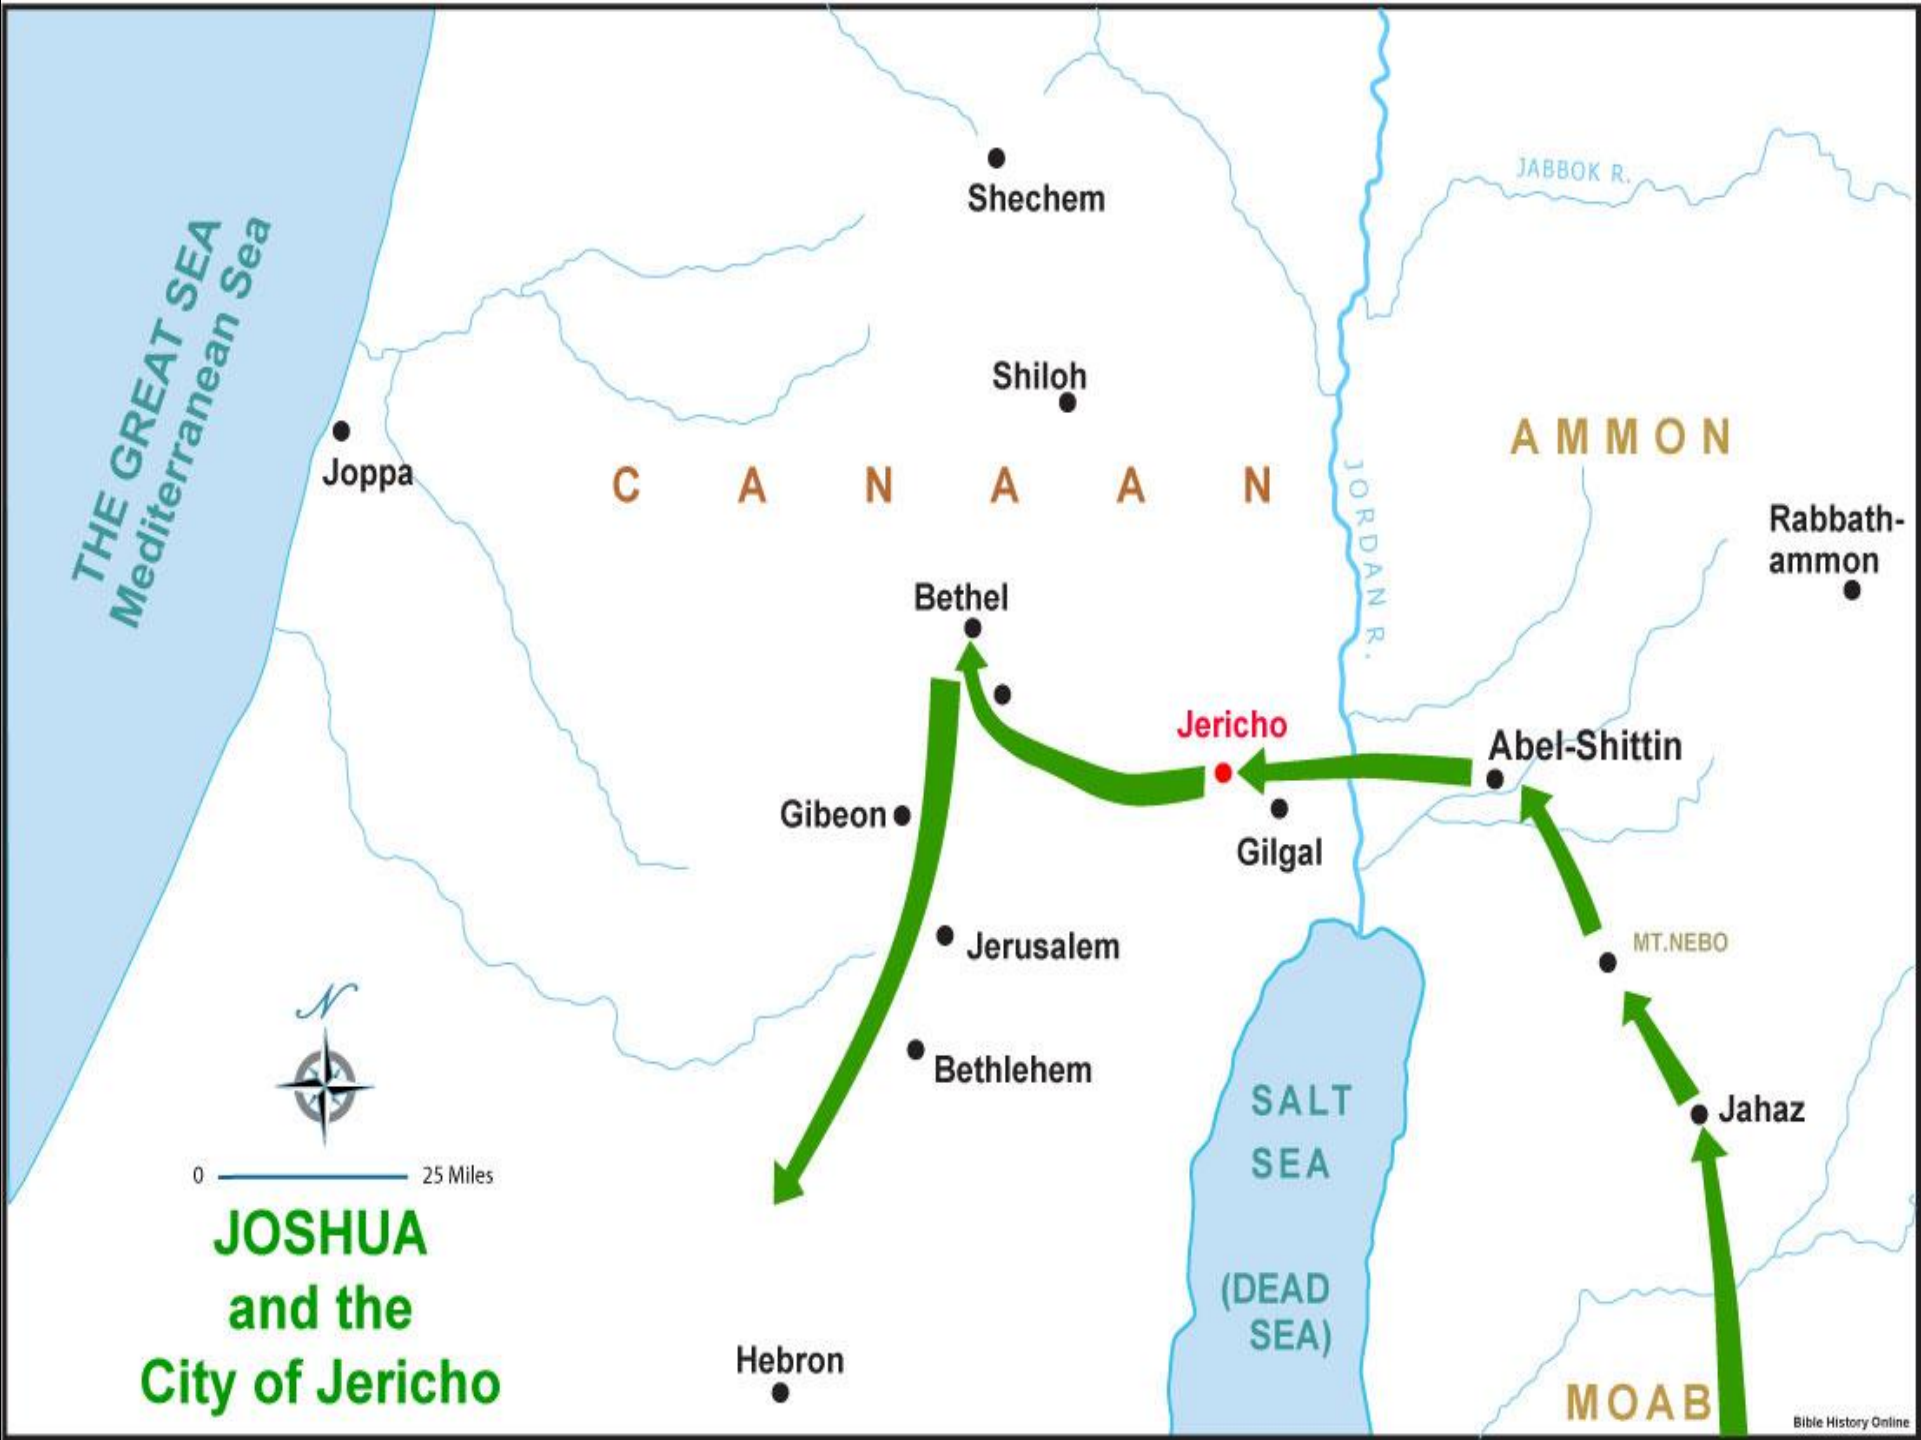 Shechem
JABBOK R.
THE GREAT SEA
Mediterranean Sea
Shiloh
Joppa
CANAAN
JORDAN R.
AMMON
Rabbath-
ammon
Bethel
Jericho
Abel-Shittin
Gibeon
Gilgal
Jerusalem
MT.NEBO
N
Bethlehem
SALT
SEA
Jahaz
0 25 Miles
JOSHUA
and the
City of Jericho
(DEAD
SEA)
Hebron
MOAB
Bible History Online